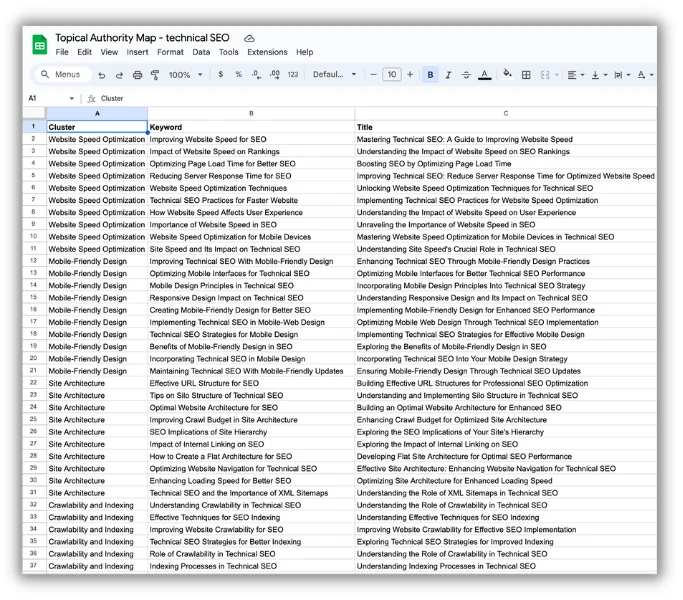 Topical Authority Map - technical SEO
File Edit View Insert Format Data Tools Extensions Help
Menus 100% $ % .0 .00 123 Defaul... 10 B I A
A1 fx Cluster
A B C
1 Cluster Keyword Title
2 Website Speed Optimization Improving Website Speed for SEO Mastering Technical SEO: A Guide to Improving Website Speed
3 Website Speed Optimization Impact of Website Speed on Rankings Understanding the Impact of Website Speed on SEO Rankings
4 Website Speed Optimization Optimizing Page Load Time for Better SEO Boosting SEO by Optimizing Page Load Time
5 Website Speed Optimization Reducing Server Response Time for SEO Improving Technical SEO: Reduce Server Response Time for Optimized Website Speed
6 Website Speed Optimization Website Speed Optimization Techniques Unlocking Website Speed Optimization Techniques for Technical SEO
7 Website Speed Optimization Technical SEO Practices for Faster Website Implementing Technical SEO Practices for Website Speed Optimization
8 Website Speed Optimization How Website Speed Affects User Experience Understanding the Impact of Website Speed on User Experience
9 Website Speed Optimization Importance of Website Speed in SEO Unraveling the Importance of Website Speed in SEO
10 Website Speed Optimization Website Speed Optimization for Mobile Devices Mastering Website Speed Optimization for Mobile Devices in Technical SEO
11 Website Speed Optimization Site Speed and Its Impact on Technical SEO Understanding Site Speed's Crucial Role in Technical SEO
12 Mobile-Friendly Design Improving Technical SEO With Mobile-Friendly Design Enhancing Technical SEO Through Mobile-Friendly Design Practices
13 Mobile-Friendly Design Optimizing Mobile Interfaces for Technical SEO Optimizing Mobile Interfaces for Better Technical SEO Performance
14 Mobile-Friendly Design Mobile Design Principles in Technical SEO Incorporating Mobile Design Principles Into Technical SEO Strategy
15 Mobile-Friendly Design Responsive Design Impact on Technical SEO Understanding Responsive Design and Its Impact on Technical SEO
16 Mobile-Friendly Design Creating Mobile-Friendly Design for Better SEO Implementing Mobile-Friendly Design for Enhanced SEO Performance
17 Mobile-Friendly Design Implementing Technical SEO in Mobile-Web Design Optimizing Mobile Web Design Through Technical SEO Implementation
18 Mobile-Friendly Design Technical SEO Strategies for Mobile Design Implementing Technical SEO Strategies for Effective Mobile Design
19 Mobile-Friendly Design Benefits of Mobile-Friendly Design in SEO Exploring the Benefits of Mobile-Friendly Design in SEO
20 Mobile-Friendly Design Incorporating Technical SEO in Mobile Design Incorporating Technical SEO Into Your Mobile Design Strategy
21 Mobile-Friendly Design Maintaining Technical SEO With Mobile-Friendly Updates Ensuring Mobile-Friendly Design Through Technical SEO Updates
22 Site Architecture Effective URL Structure for SEO Building Effective URL Structures for Professional SEO Optimization
23 Site Architecture Tips on Silo Structure of Technical SEO Understanding and Implementing Silo Structure in Technical SEO
24 Site Architecture Optimal Website Architecture for SEO Building an Optimal Website Architecture for Enhanced SEO
25 Site Architecture Improving Crawl Budget in Site Architecture Enhancing Crawl Budget for Optimized Site Architecture
26 Site Architecture SEO Implications of Site Hierarchy Exploring the SEO Implications of Your Site's Hierarchy
27 Site Architecture Impact of Internal Linking on SEO Exploring the Impact of Internal Linking on SEO
28 Site Architecture How to Create a Flat Architecture for SEO Developing Flat Site Architecture for Optimal SEO Performance
29 Site Architecture Optimizing Website Navigation for Technical SEO Effective Site Architecture: Enhancing Website Navigation for Technical SEO
30 Site Architecture Enhancing Loading Speed for Better SEO Optimizing Site Architecture for Enhanced Loading Speed
31 Site Architecture Technical SEO and the Importance of XML Sitemaps Understanding the Role of XML Sitemaps in Technical SEO
32 Crawlability and Indexing Understanding Crawlability in Technical SEO Understanding the Role of Crawlability in Technical SEO
33 Crawlability and Indexing Effective Techniques for SEO Indexing Understanding Effective Techniques for SEO Indexing
34 Crawlability and Indexing Improving Website Crawlability for SEO Improving Website Crawlability for Effective SEO Implementation
35 Crawlability and Indexing Technical SEO Strategies for Better Indexing Exploring Technical SEO Strategies for Improved Indexing
36 Crawlability and Indexing Role of Crawlability in Technical SEO Understanding the Role of Crawlability in Technical SEO
37 Crawlability and Indexing Indexing Processes in Technical SEO Understanding Indexing Processes in Technical SEO